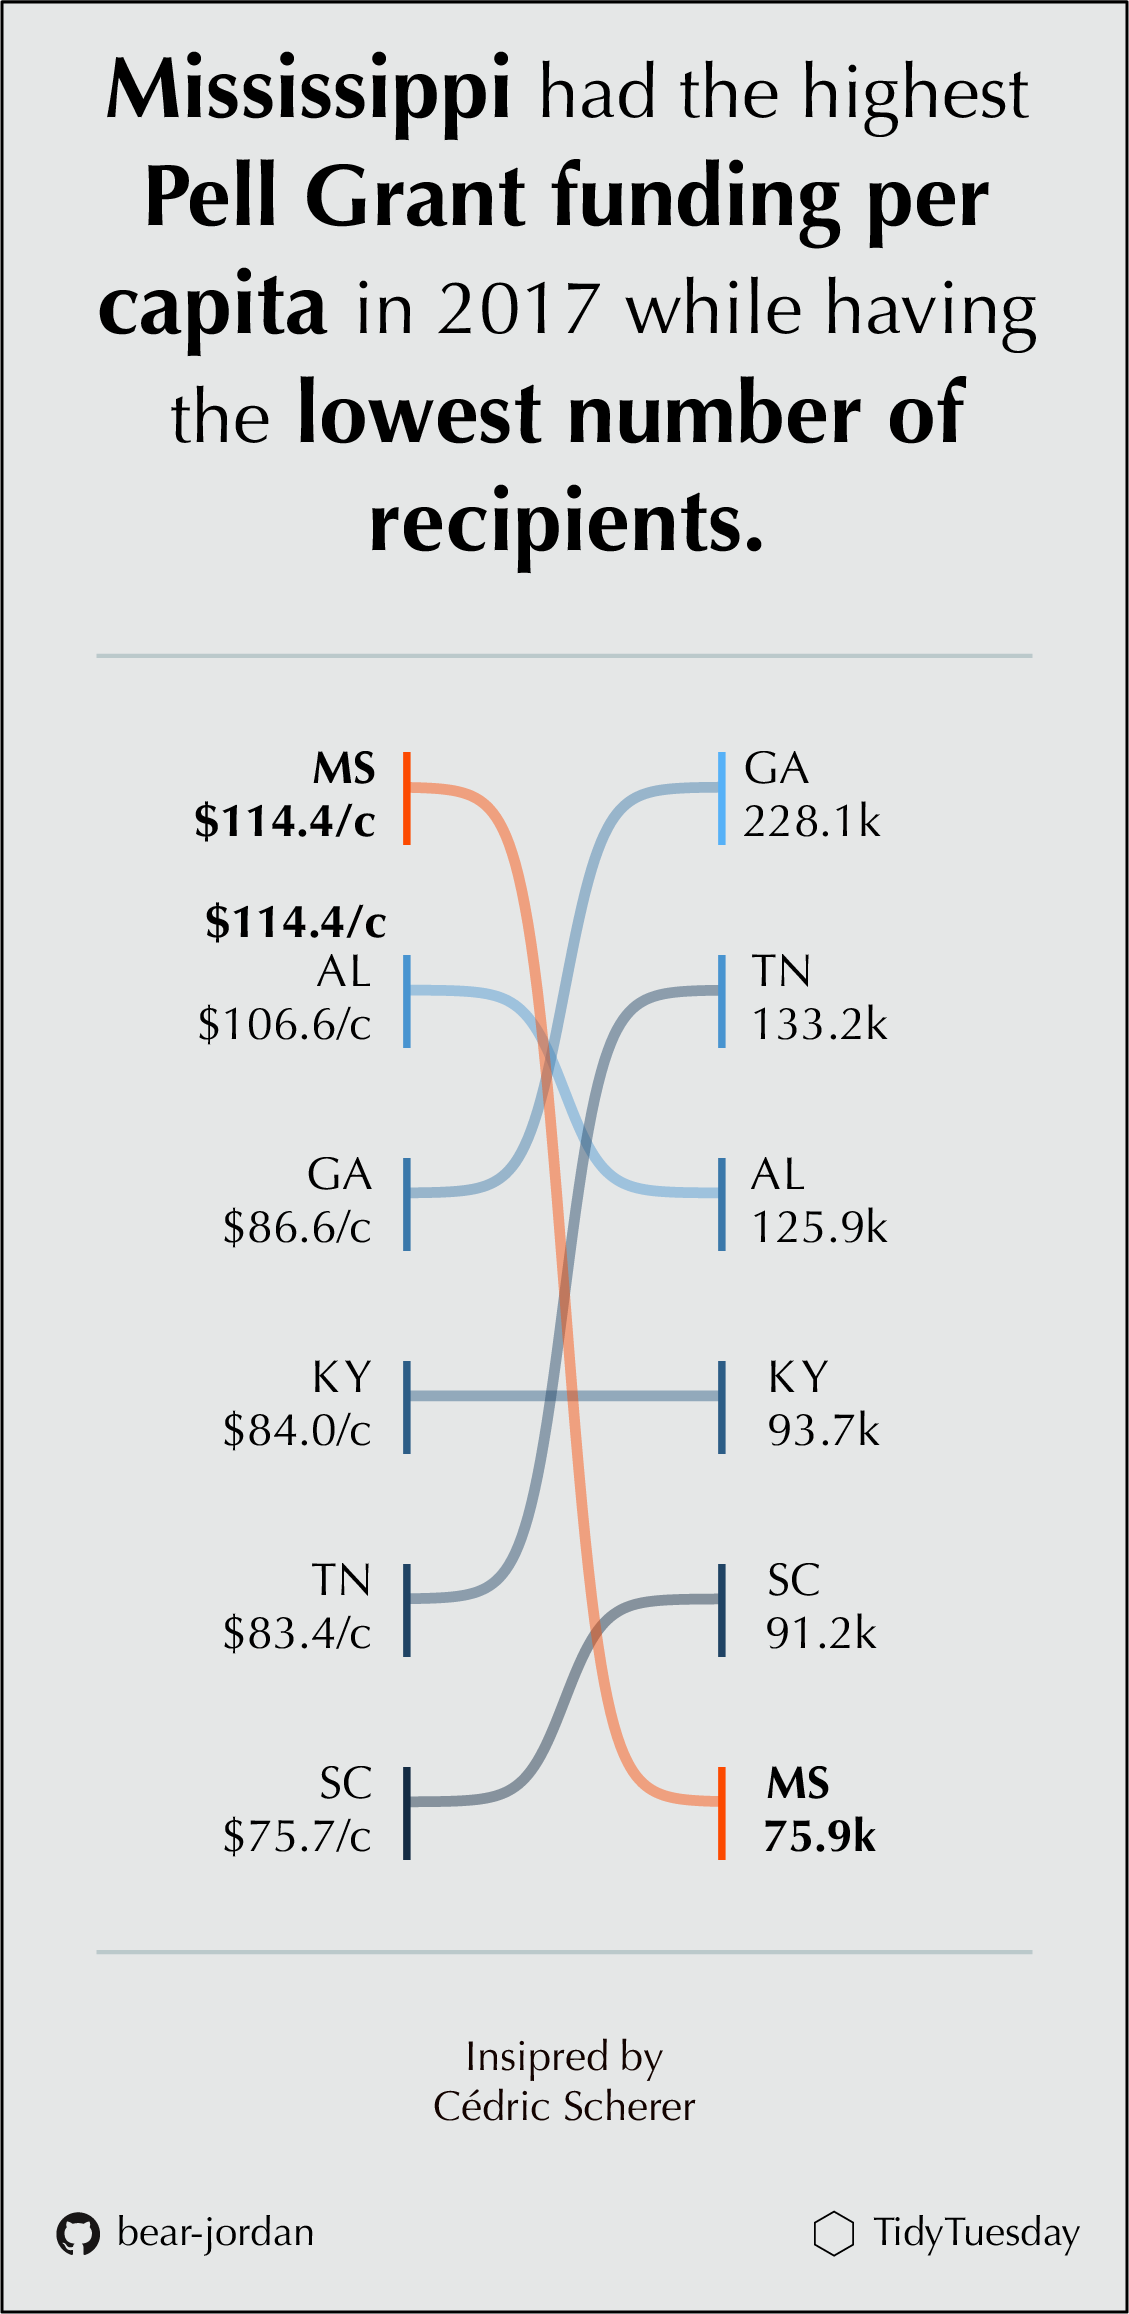 Mississippi had the highest
Pell Grant funding per
capita in 2017 while having
the lowest number of
recipients.
MS
$114.4/c
$114.4/c
AL
$106.6/c
GA
$86.6/c
KY
$84.0/c
TN
$83.4/c
SC
$75.7/c
GA
228.1k
TN
133.2k
AL
125.9k
KY
93.7k
SC
91.2k
MS
75.9k
Insipred by
Cédric Scherer
bear-jordan
TidyTuesday